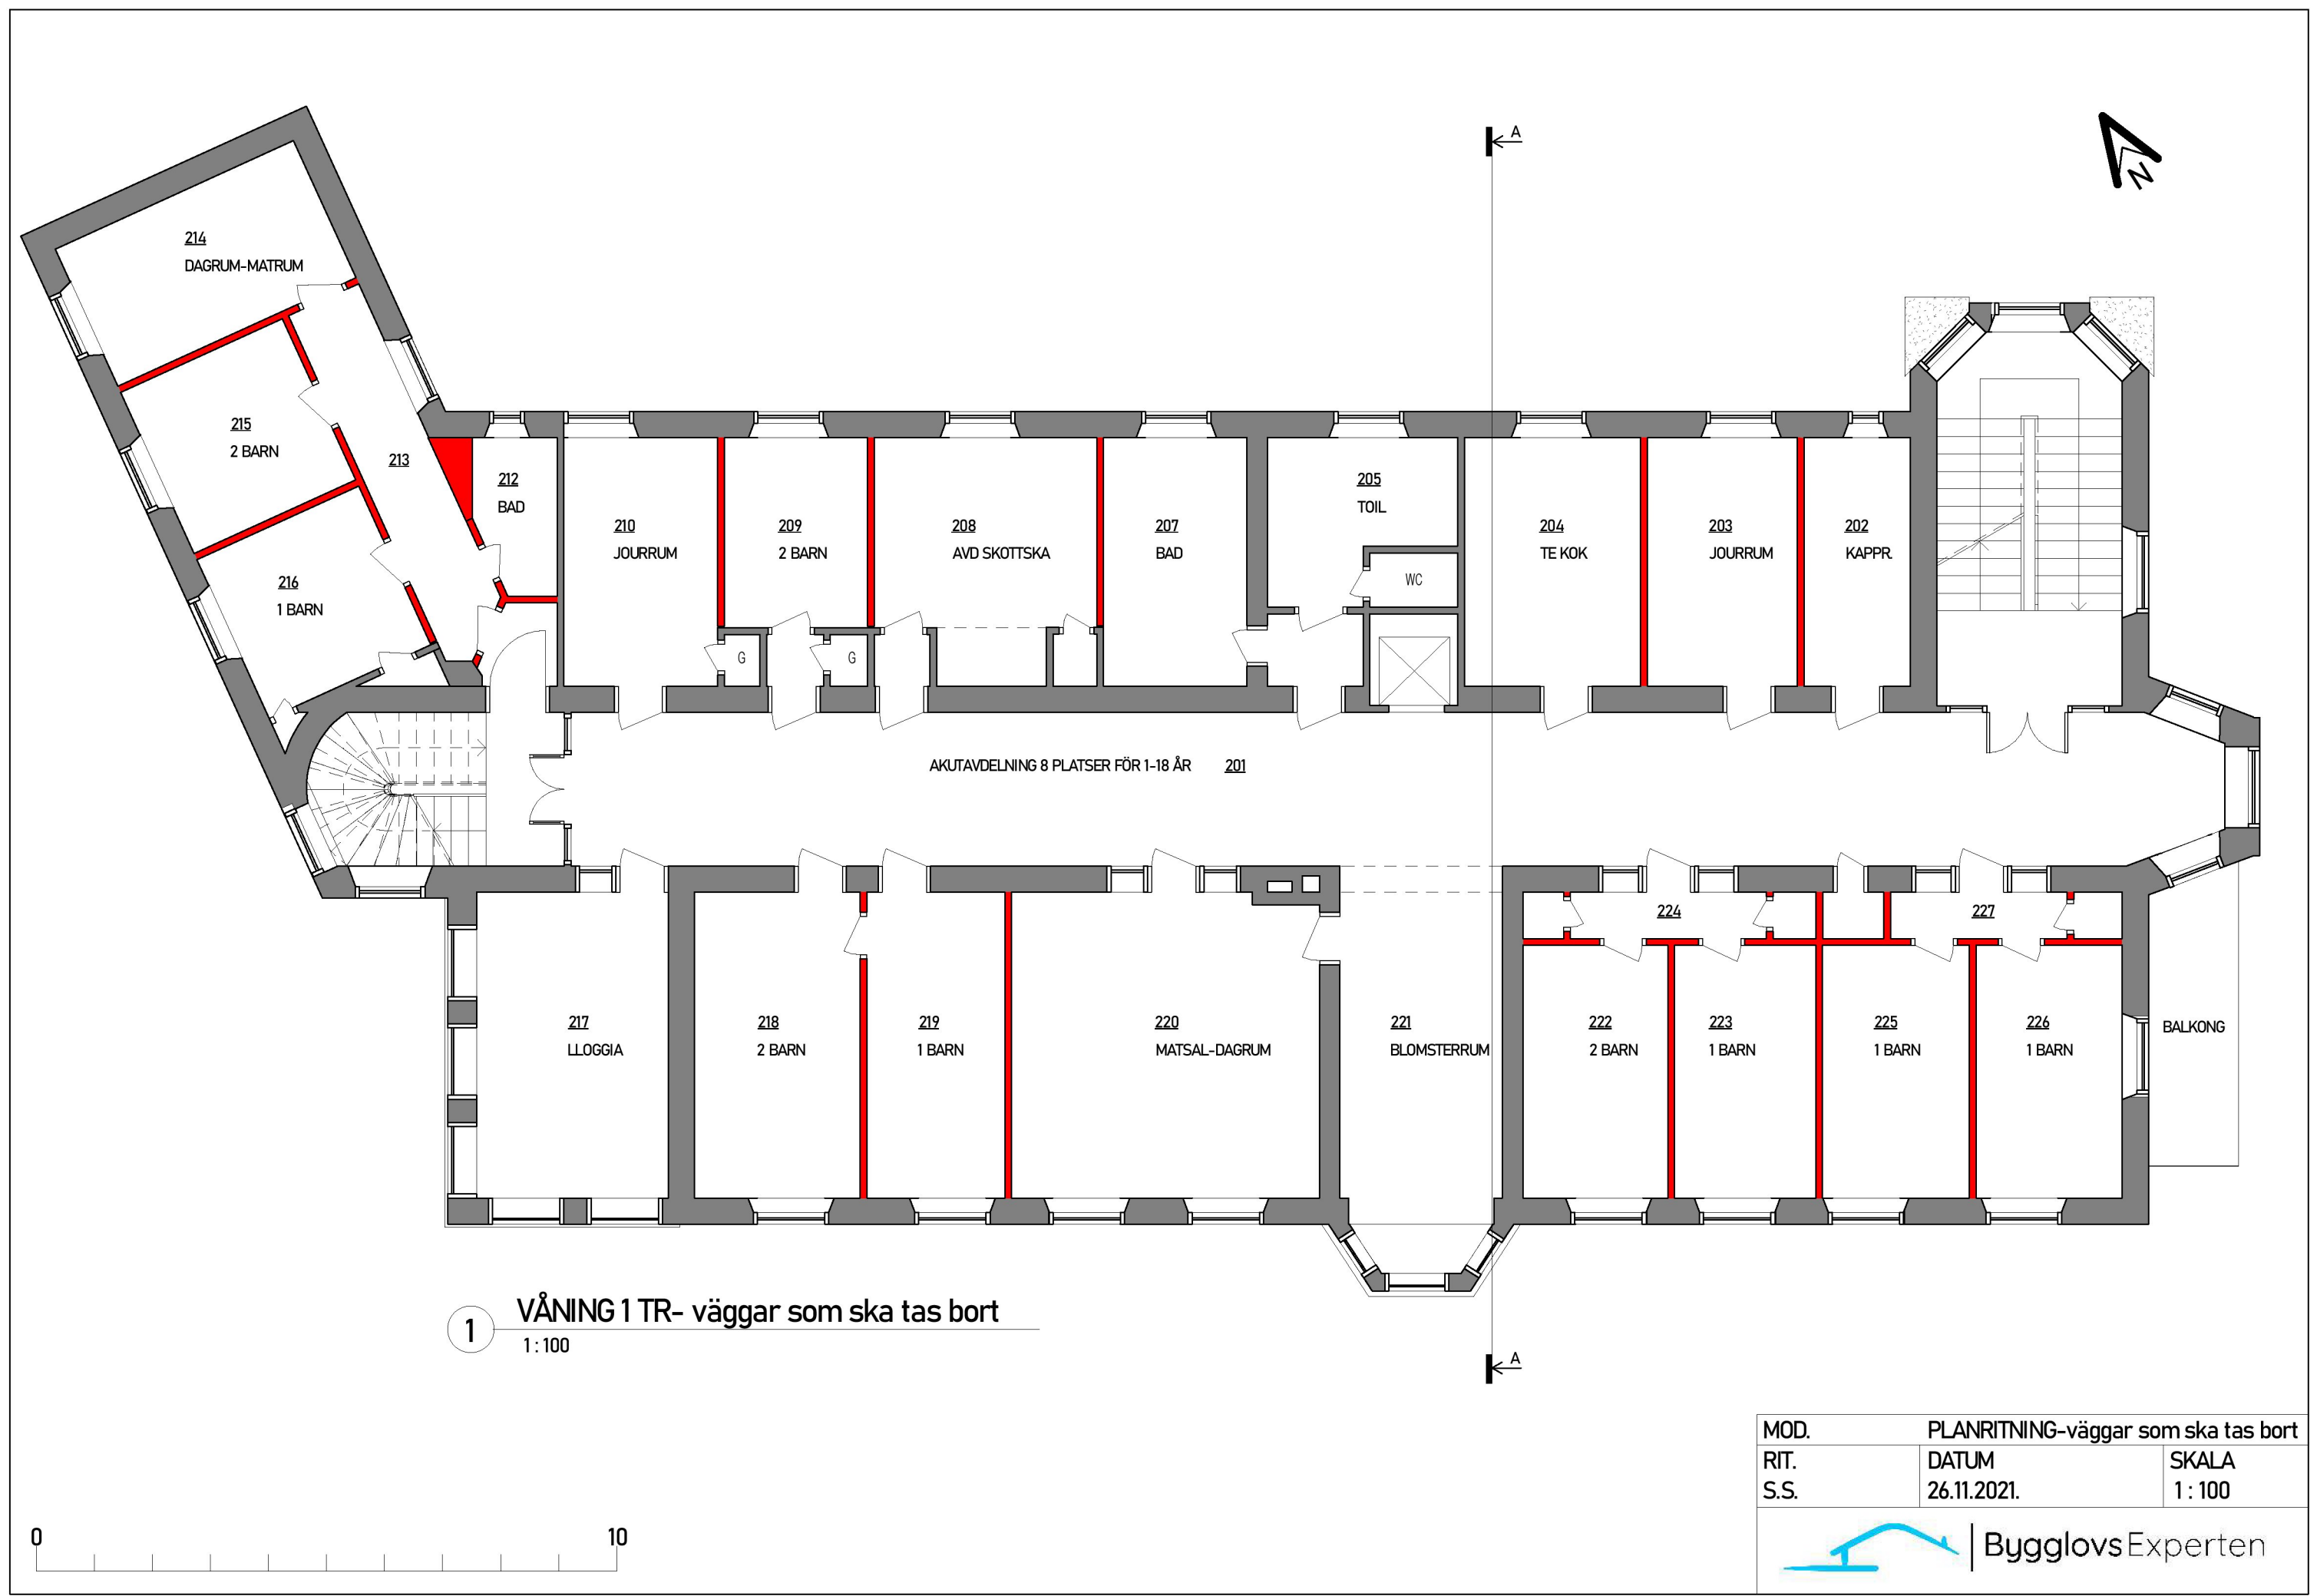 A
N
214
DAGRUM-MATRUM
215
2 BARN
213
212
BAD
216
1 BARN
210
JOURRUM
209
2 BARN
208
AVD SKOTTSKA
207
BAD
205
TOIL
WC
204
TE KOK
203
JOURRUM
202
KAPPR.
G
G
AKUTAVDELNING 8 PLATSER FÖR 1-18 ÅR 201
224
227
217
LLOGGIA
218
2 BARN
219
1 BARN
220
MATSAL-DAGRUM
221
BLOMSTERRUM
222
2 BARN
223
1 BARN
225
1 BARN
226
1 BARN
BALKONG
1
VÅNING 1 TR- väggar som ska tas bort
1 : 100
A
MOD. PLANRITNING-väggar som ska tas bort
RIT. DATUM SKALA
S.S. 26.11.2021. 1 : 100
BygglovsExperten
0 10